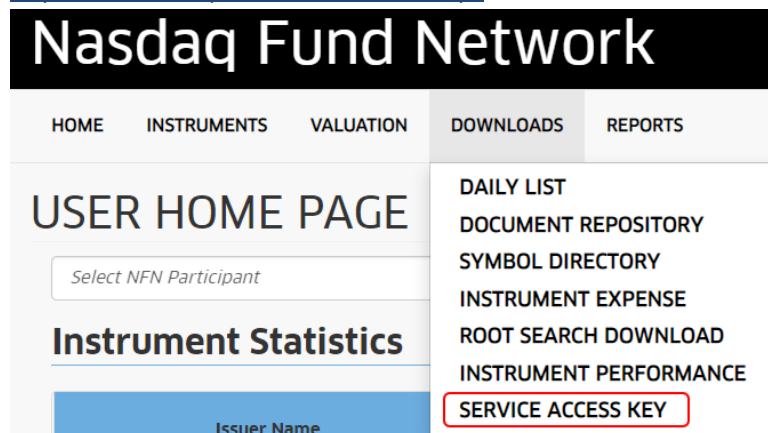 Nasdaq Fund Network
HOME INSTRUMENTS VALUATION DOWNLOADS REPORTS
DAILY LIST
USER HOME PAGE
DOCUMENT REPOSITORY
SYMBOL DIRECTORY
Select NFN Participant
INSTRUMENT EXPENSE
Instrument Statistics
ROOT SEARCH DOWNLOAD
INSTRUMENT PERFORMANCE
SERVICE ACCESS KEY
Issuer Name